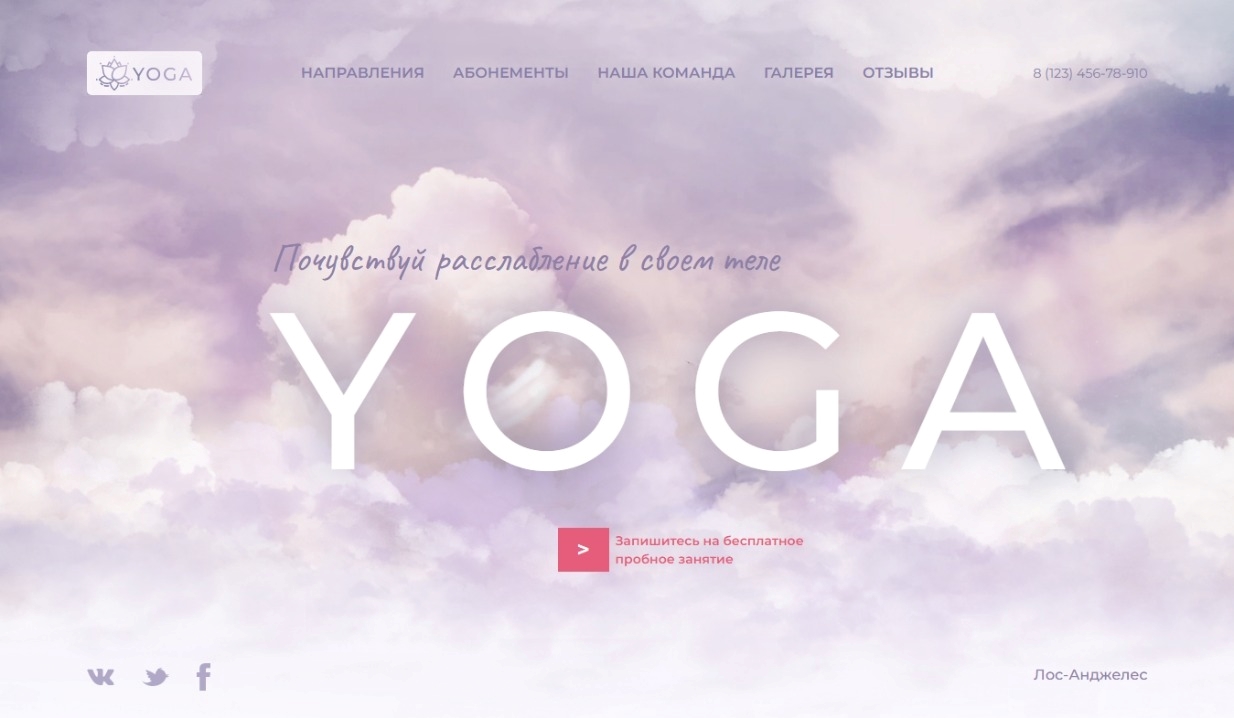 YOGA
НАПРАВЛЕНИЯ АБОНЕМЕНТЫ НАША КОМАНДА ГАЛЕРЕЯ ОТЗЫВЫ
8 (123) 456-78-910
Почувствуй расслабление в своем теле
YOGA
>
Запишитесь на бесплатное
пробное занятие
Лос-Анджелес